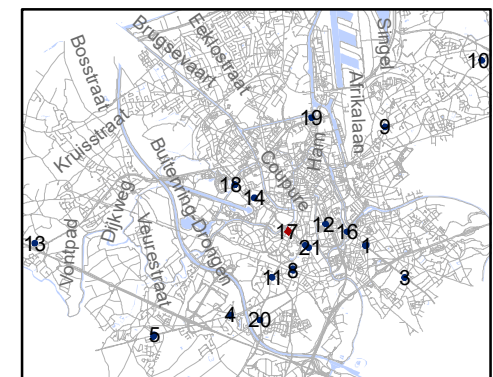 Brugsevaart
Eeklostraat
Singel
Bosstraat
10
Afrikalaan
19
9
Kruisstraat
Buitenring-Drongen
Coupure
Ham
18
14
Dijkweg
Vontpad
Veurestraat
13
17
12
16
21
1
8
11
3
4
20
5